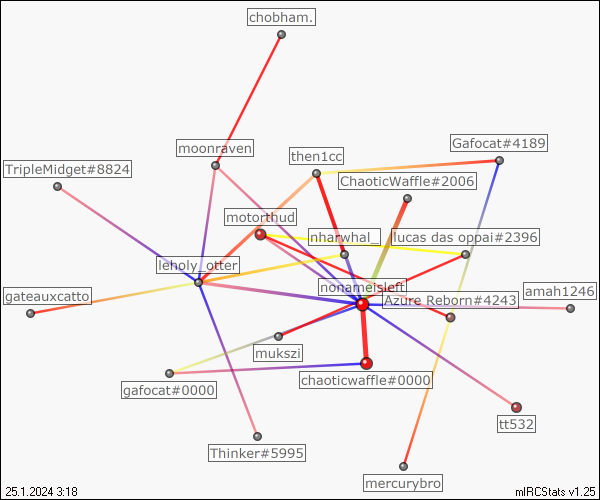 chobham.
moonraven
then1cc
Gafocat#4189
TripleMidget#8824
ChaoticWaffle#2006
motorthud
nharwhal_
lucas das oppai#2396
leholy_otter
nonameisleft
gateauxcatto
Azure Reborn#4243
amah1246
mukszi
gafocat#0000
chaoticwaffle#0000
tt532
Thinker#5995
mercurybro
25.1.2024 3:18
mIRCStats v1.25